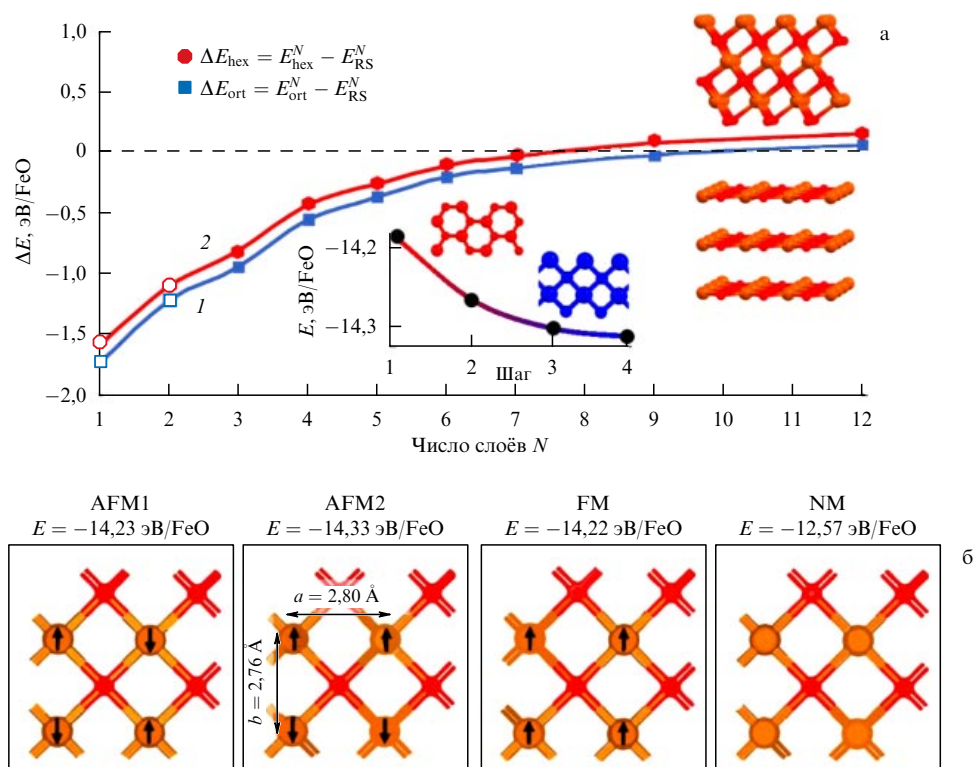 1,0
а
ΔE_hex = E^N_hex − E^N_RS
ΔE_ort = E^N_ort − E^N_RS
0,5
0
−0,5
−1,0
−1,5
−2,0
ΔE, эВ/FeO
2
1
E, эВ/FeO
−14,2
−14,3
1 2 3 4
Шаг
1 2 3 4 5 6 7 8 9 10 11 12
Число слоёв N
AFM1 AFM2 FM NM
E = −14,23 эВ/FeO E = −14,33 эВ/FeO E = −14,22 эВ/FeO E = −12,57 эВ/FeO
б
a = 2,80 Å
b = 2,76 Å